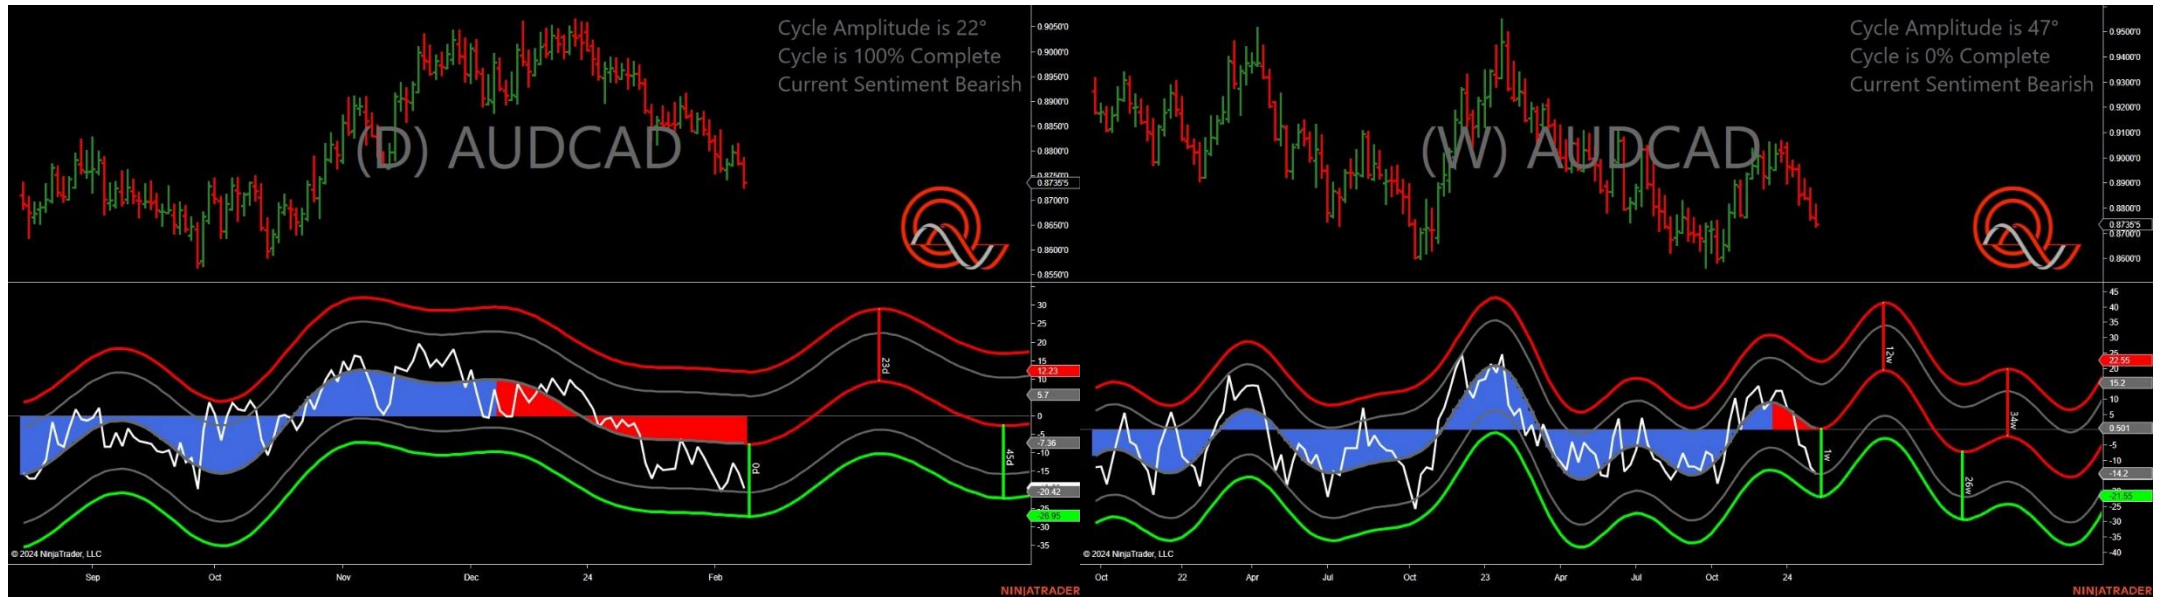 Cycle Amplitude is 22°
Cycle is 100% Complete
Current Sentiment Bearish
(D) AUDCAD
0.9050'0
0.9000'0
0.8950'0
0.8900'0
0.8850'0
0.8800'0
0.8750'0
0.8735'5
0.8700'0
0.8650'0
0.8600'0
0.8550'0
30
25
20
15
12.23
10
5.7
0
-5
-7.36
-10
-15
-20.42
-25
-26.95
-30
-35
23d
0d
45d
© 2024 NinjaTrader, LLC
Sep
Oct
Nov
Dec
24
Feb
NINJATRADER
Cycle Amplitude is 47°
Cycle is 0% Complete
Current Sentiment Bearish
(W) AUDCAD
0.9500'0
0.9400'0
0.9300'0
0.9200'0
0.9100'0
0.9000'0
0.8900'0
0.8800'0
0.8735'5
0.8700'0
0.8600'0
45
40
35
30
25
22.55
20
15.2
10
5
0.501
-5
-10
-14.2
-21.55
-25
-30
-35
-40
12w
34w
1w
26w
© 2024 NinjaTrader, LLC
Oct
22
Apr
Jul
Oct
23
Apr
Jul
Oct
24
NINJATRADER